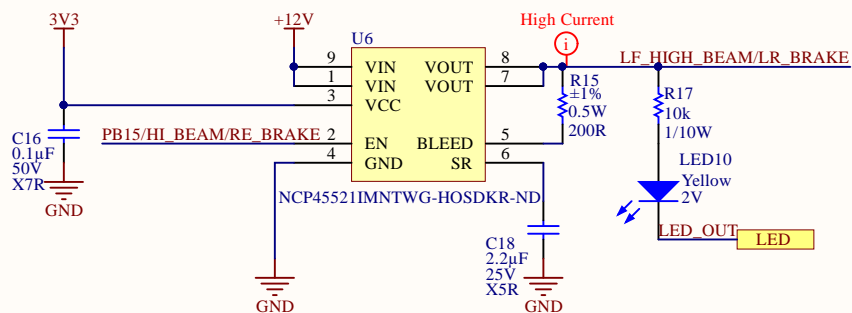 3V3
+12V
High Current
i
U6
LF_HIGH_BEAM/LR_BRAKE
9 VIN VOUT 8
1 VIN VOUT 7
3 VCC
R15
±1%
0.5W
200R
R17
10k
1/10W
C16
0.1µF
50V
X7R
PB15/HI_BEAM/RE_BRAKE 2 EN BLEED 5
4 GND SR 6
LED10
Yellow
2V
NCP45521IMNTWG-HOSDKR-ND
GND
LED_OUT
LED
C18
2.2µF
25V
X5R
GND
GND